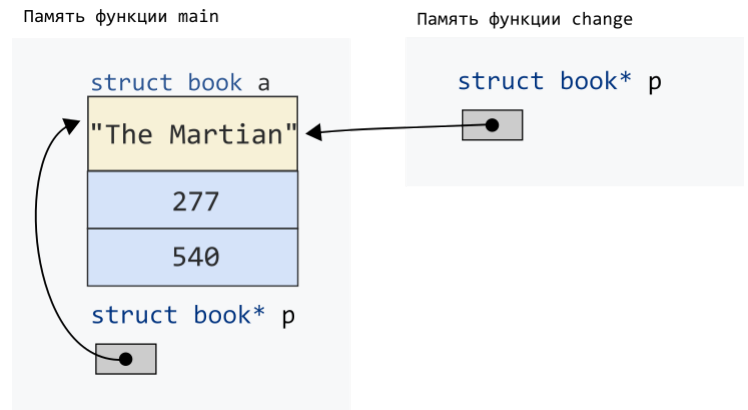 Память функции main
struct book a
"The Martian"
277
540
struct book* p
Память функции change
struct book* p